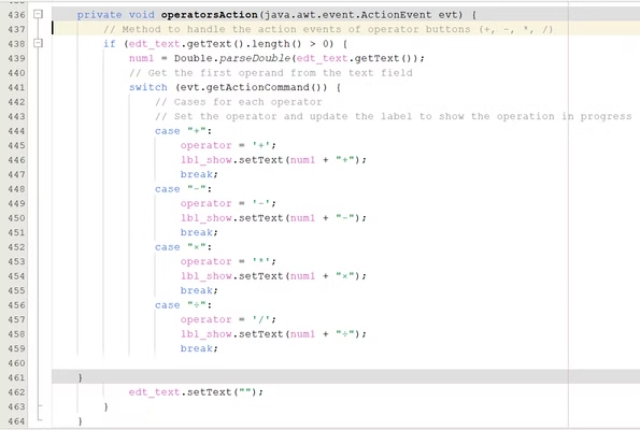 436 private void operatorsAction(java.awt.event.ActionEvent evt) {
437 // Method to handle the action events of operator buttons (+, -, *, /)
438 if (edt_text.getText().length() > 0) {
439 num1 = Double.parseDouble(edt_text.getText());
440 // Get the first operand from the text field
441 switch (evt.getActionCommand()) {
442 // Cases for each operator
443 // Set the operator and update the label to show the operation in progress
444 case "+":
445 operator = '+';
446 lbl_show.setText(num1 + "+");
447 break;
448 case "-":
449 operator = '-';
450 lbl_show.setText(num1 + "-");
451 break;
452 case "×":
453 operator = '*';
454 lbl_show.setText(num1 + "×");
455 break;
456 case "÷":
457 operator = '/';
458 lbl_show.setText(num1 + "÷");
459 break;
460
461 }
462 edt_text.setText("");
463 }
464 }